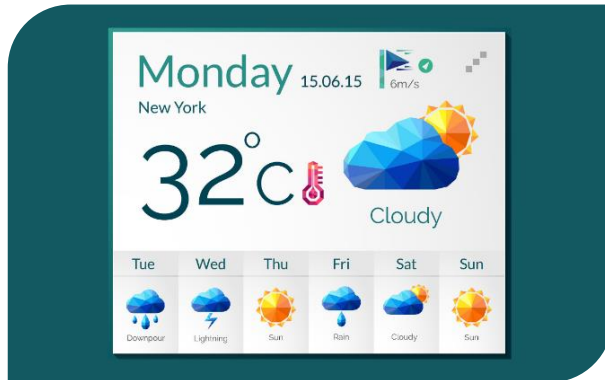 Monday 15.06.15
6m/s
New York
32°C
Cloudy
Tue Wed Thu Fri Sat Sun
Downpour Lightning Sun Rain Cloudy Sun